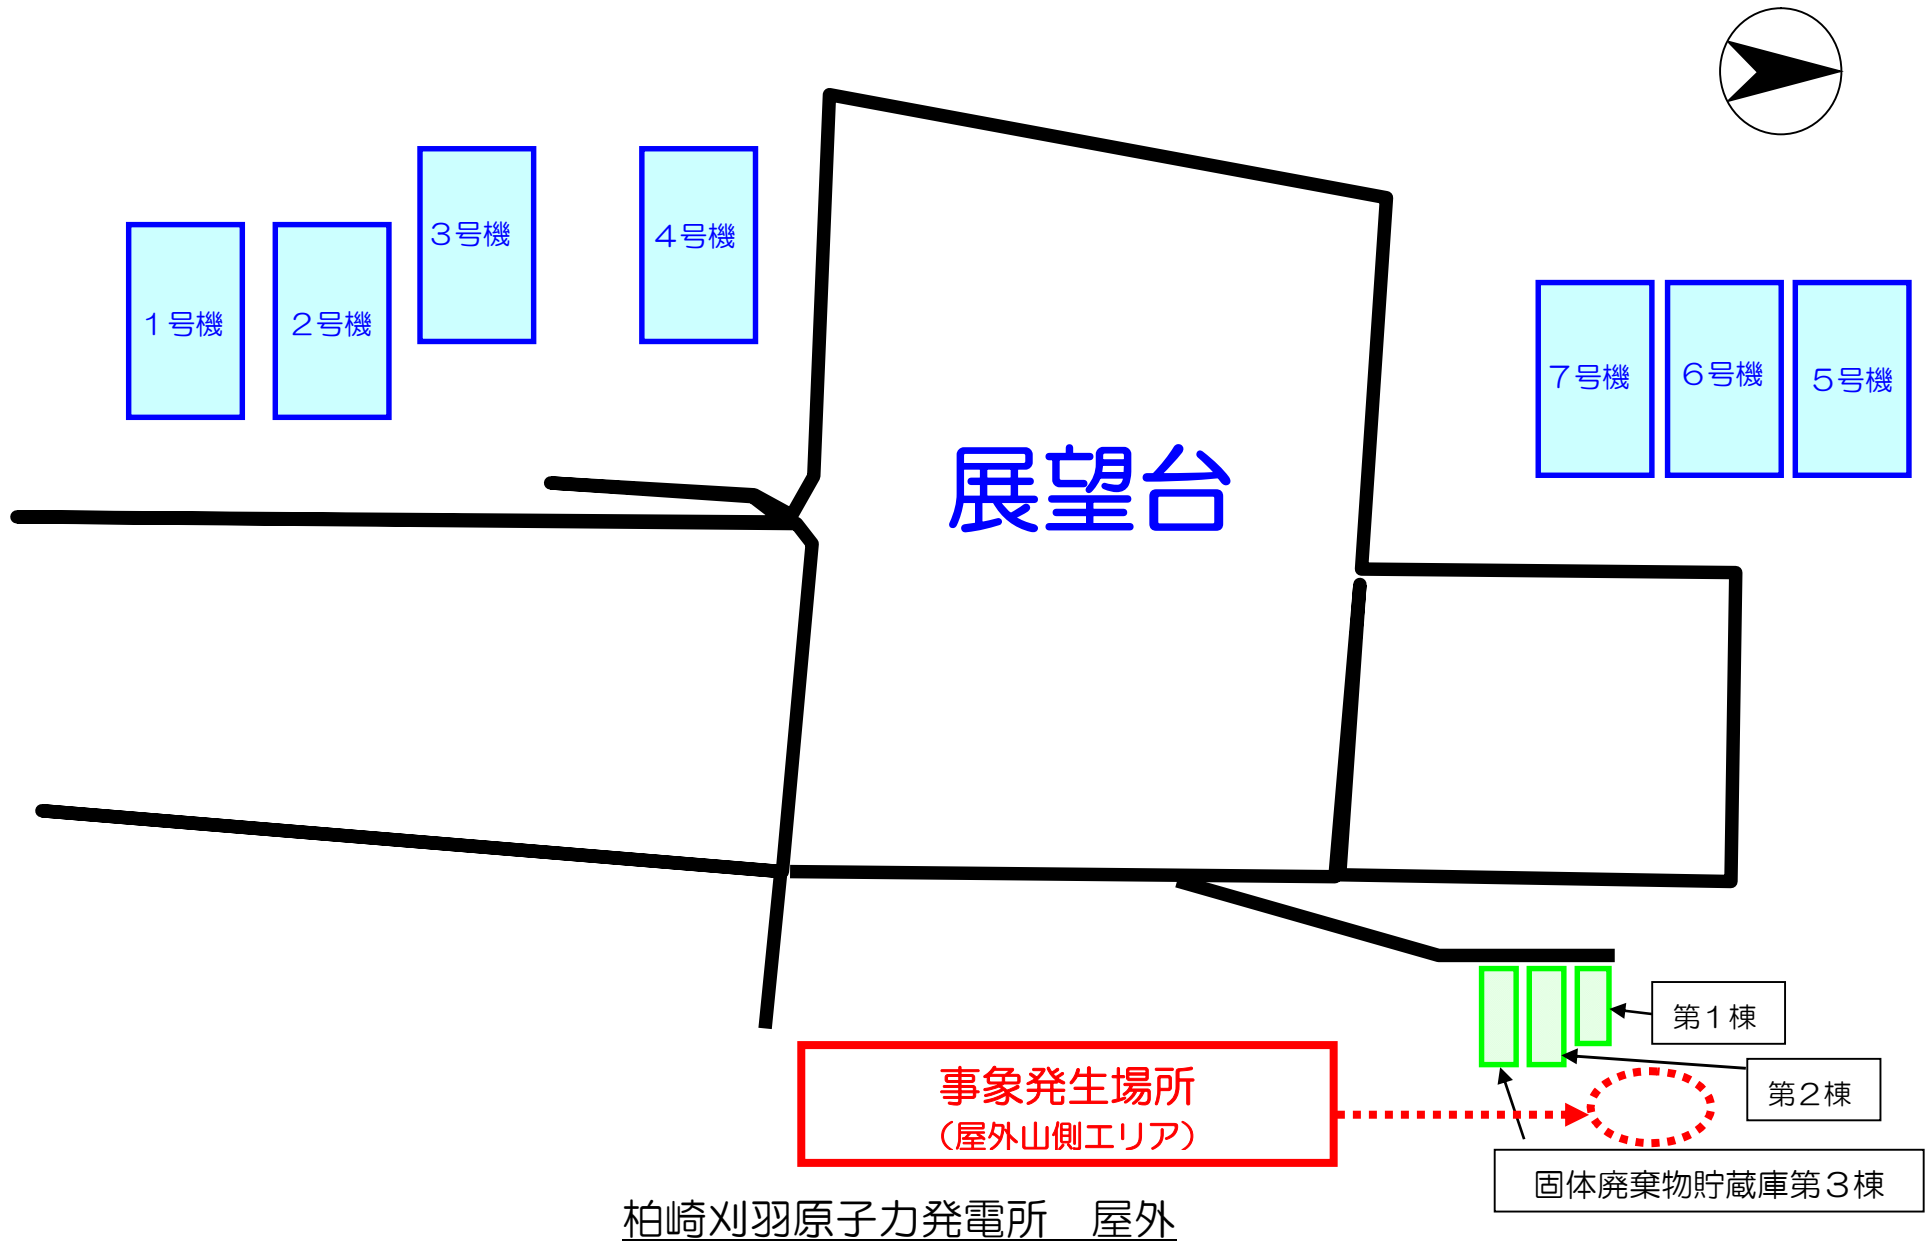 3号機
4号機
1号機
2号機
7号機
6号機
5号機
展望台
第1棟
事象発生場所
(屋外山側エリア)
第2棟
固体廃棄物貯蔵庫第3棟
柏崎刈羽原子力発電所　屋外